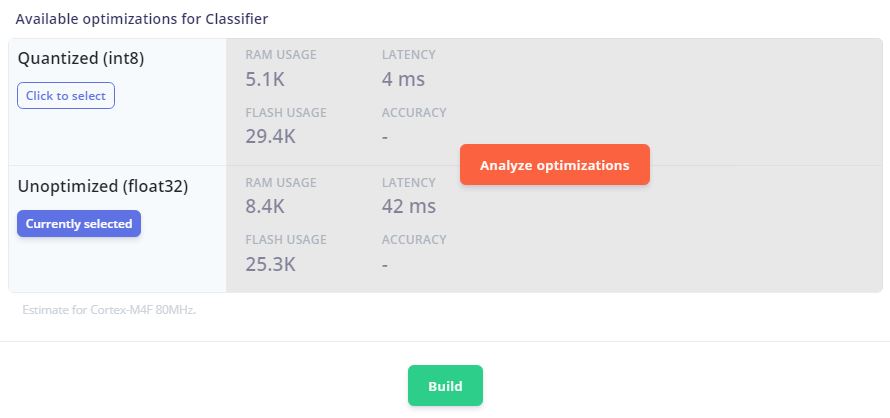 Available optimizations for Classifier
Quantized (int8)
Click to select
RAM USAGE
5.1K
LATENCY
4 ms
FLASH USAGE
29.4K
ACCURACY
-
Analyze optimizations
Unoptimized (float32)
Currently selected
RAM USAGE
8.4K
LATENCY
42 ms
FLASH USAGE
25.3K
ACCURACY
-
Estimate for Cortex-M4F 80MHz.
Build